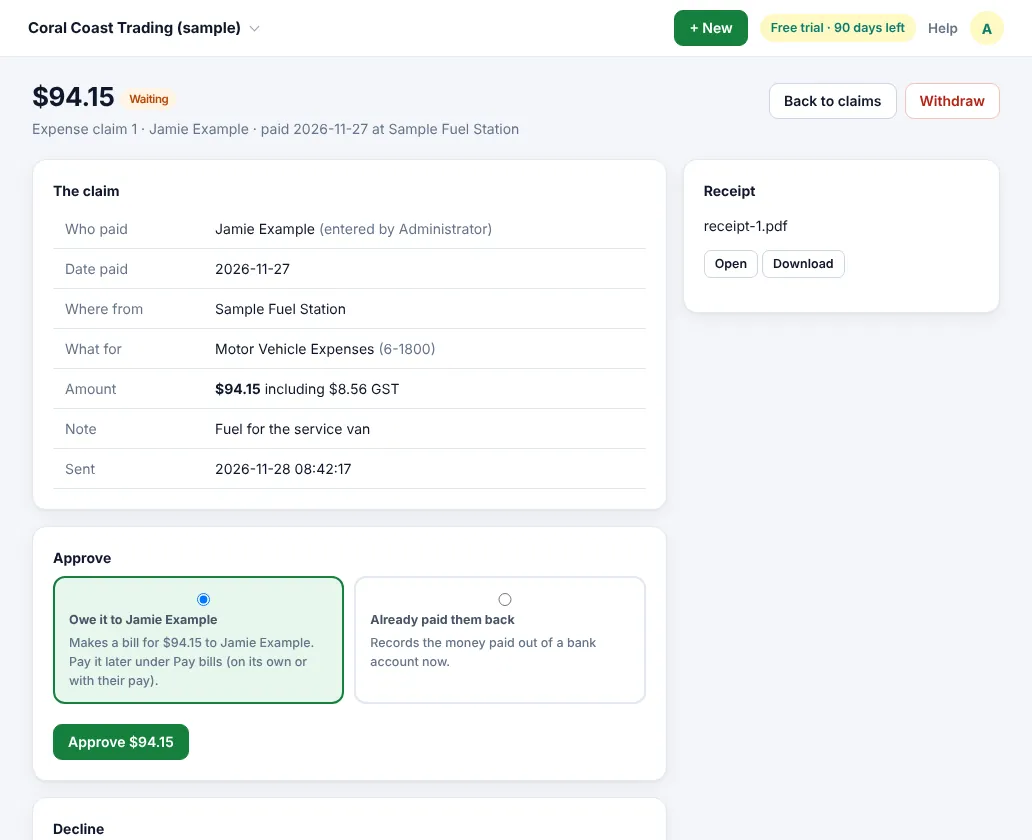 Coral Coast Trading (sample)
+ New
Free trial · 90 days left
Help
A
$94.15
Waiting
Back to claims
Withdraw
Expense claim 1 · Jamie Example · paid 2026-11-27 at Sample Fuel Station
The claim
Who paid Jamie Example (entered by Administrator)
Date paid 2026-11-27
Where from Sample Fuel Station
What for Motor Vehicle Expenses (6-1800)
Amount $94.15 including $8.56 GST
Note Fuel for the service van
Sent 2026-11-28 08:42:17
Receipt
receipt-1.pdf
Open
Download
Approve
Owe it to Jamie Example
Makes a bill for $94.15 to Jamie Example.
Pay it later under Pay bills (on its own or
with their pay).
Already paid them back
Records the money paid out of a bank
account now.
Approve $94.15
Decline